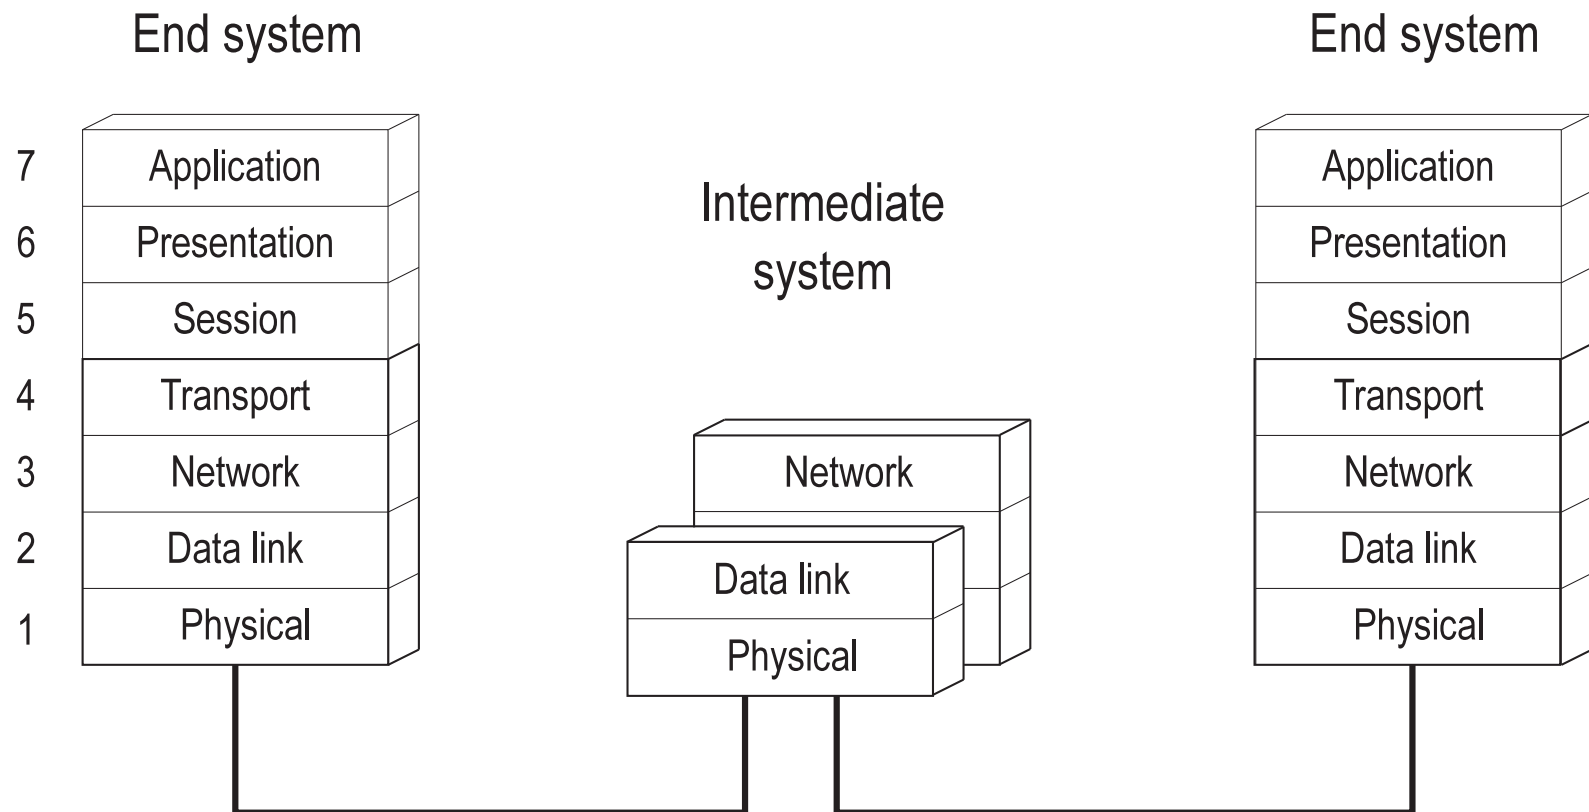 End system
7 Application
6 Presentation
5 Session
4 Transport
3 Network
2 Data link
1 Physical
Intermediate
system
Network
Data link
Physical
End system
Application
Presentation
Session
Transport
Network
Data link
Physical